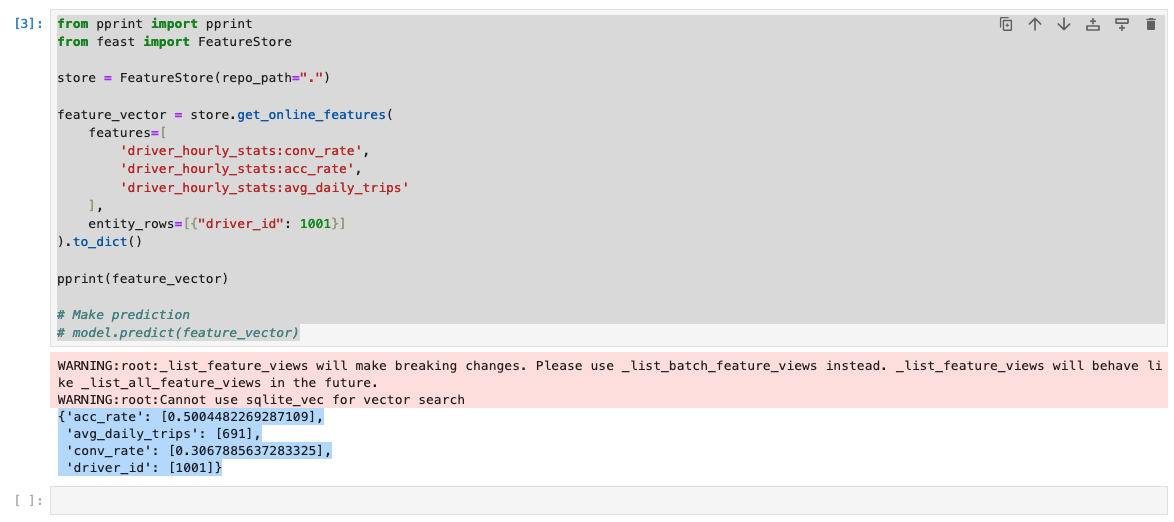 [3]:
from pprint import pprint
from feast import FeatureStore
store = FeatureStore(repo_path=".")
feature_vector = store.get_online_features(
    features=[
        'driver_hourly_stats:conv_rate',
        'driver_hourly_stats:acc_rate',
        'driver_hourly_stats:avg_daily_trips'
    ],
    entity_rows=[{"driver_id": 1001}]
).to_dict()
pprint(feature_vector)
# Make prediction
# model.predict(feature_vector)
WARNING:root:_list_feature_views will make breaking changes. Please use _list_batch_feature_views instead. _list_feature_views will behave li
ke _list_all_feature_views in the future.
WARNING:root:Cannot use sqlite_vec for vector search
{'acc_rate': [0.5004482269287109],
 'avg_daily_trips': [691],
 'conv_rate': [0.3067885637283325],
 'driver_id': [1001]}
[ ]: